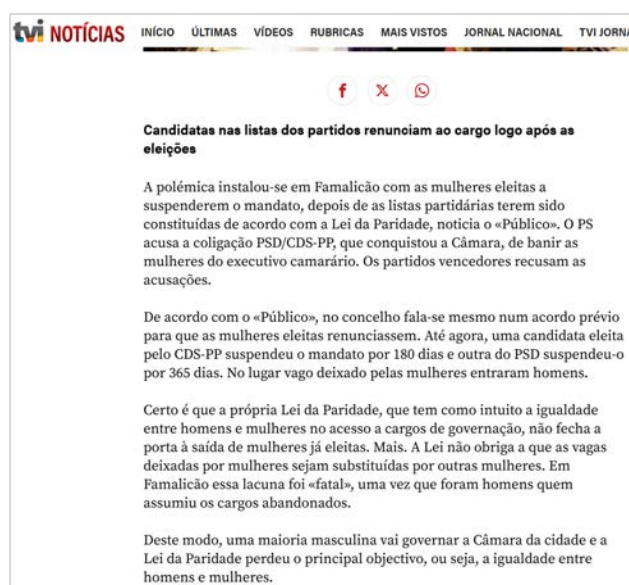 tvi NOTÍCIAS INÍCIO ÚLTIMAS VÍDEOS RUBRICAS MAIS VISTOS JORNAL NACIONAL TVI JORNA
Candidatas nas listas dos partidos renunciam ao cargo logo após as
eleições
A polémica instalou-se em Famalicão com as mulheres eleitas a
suspenderem o mandato, depois de as listas partidárias terem sido
constituídas de acordo com a Lei da Paridade, noticia o «Público». O PS
acusa a coligação PSD/CDS-PP, que conquistou a Câmara, de banir as
mulheres do executivo camarário. Os partidos vencedores recusam as
acusações.
De acordo com o «Público», no concelho fala-se mesmo num acordo prévio
para que as mulheres eleitas renunciassem. Até agora, uma candidata eleita
pelo CDS-PP suspendeu o mandato por 180 dias e outra do PSD suspendeu-o
por 365 dias. No lugar vago deixado pelas mulheres entraram homens.
Certo é que a própria Lei da Paridade, que tem como intuito a igualdade
entre homens e mulheres no acesso a cargos de governação, não fecha a
porta à saída de mulheres já eleitas. Mais. A Lei não obriga a que as vagas
deixadas por mulheres sejam substituídas por outras mulheres. Em
Famalicão essa lacuna foi «fatal», uma vez que foram homens quem
assumiu os cargos abandonados.
Deste modo, uma maioria masculina vai governar a Câmara da cidade e a
Lei da Paridade perdeu o principal objectivo, ou seja, a igualdade entre
homens e mulheres.